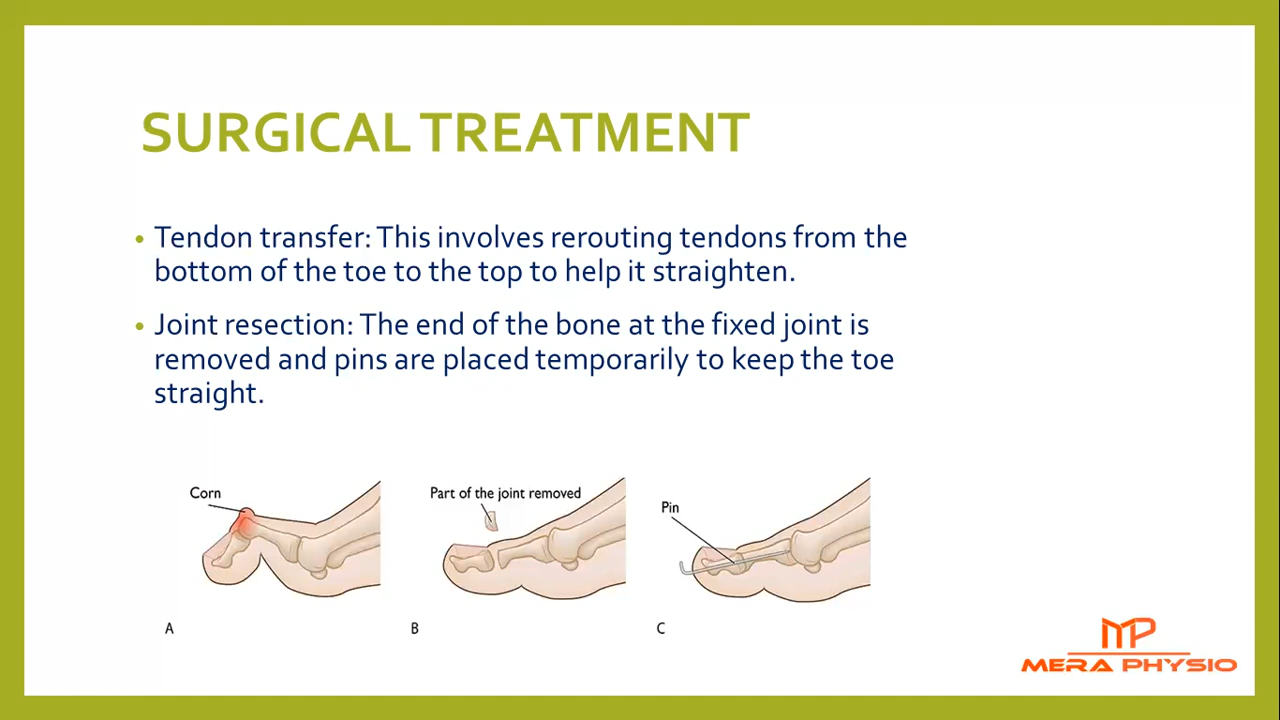 SURGICAL TREATMENT
• Tendon transfer: This involves rerouting tendons from the
bottom of the toe to the top to help it straighten.
• Joint resection: The end of the bone at the fixed joint is
removed and pins are placed temporarily to keep the toe
straight.
Corn
Part of the joint removed
Pin
A
B
C
MP
MERA PHYSIO